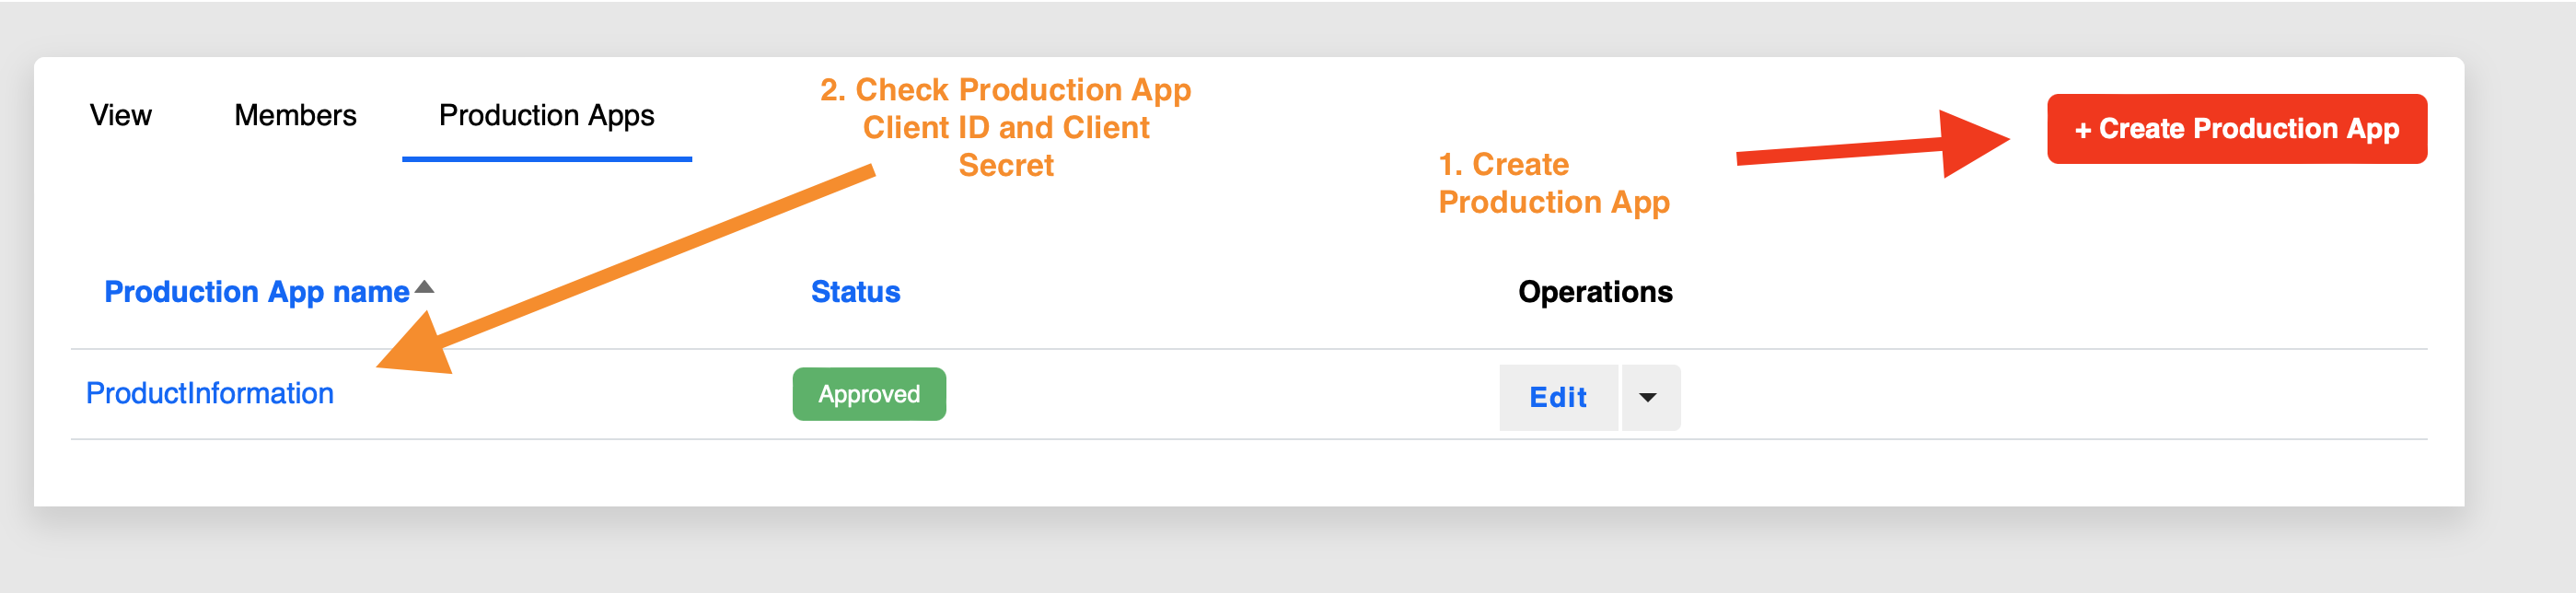 View
Members
Production Apps
2. Check Production App
Client ID and Client
Secret
1. Create
Production App
+ Create Production App
Production App name
Status
Operations
ProductInformation
Approved
Edit